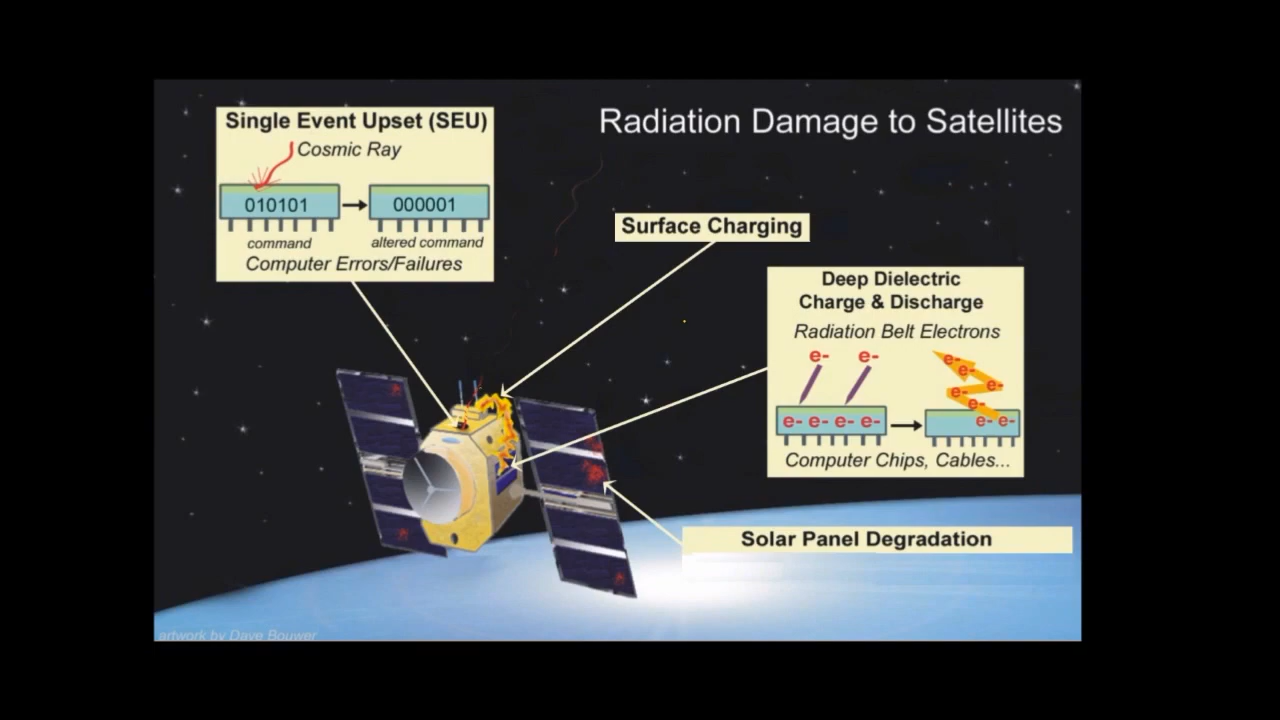 Radiation Damage to Satellites
Single Event Upset (SEU)
Cosmic Ray
010101
000001
command
altered command
Computer Errors/Failures
Surface Charging
Deep Dielectric
Charge & Discharge
Radiation Belt Electrons
e- e-
e- e- e- e-
e-
e-
e-
e-
e-
e- e-
Computer Chips, Cables...
Solar Panel Degradation
artwork by Dave Bouwer